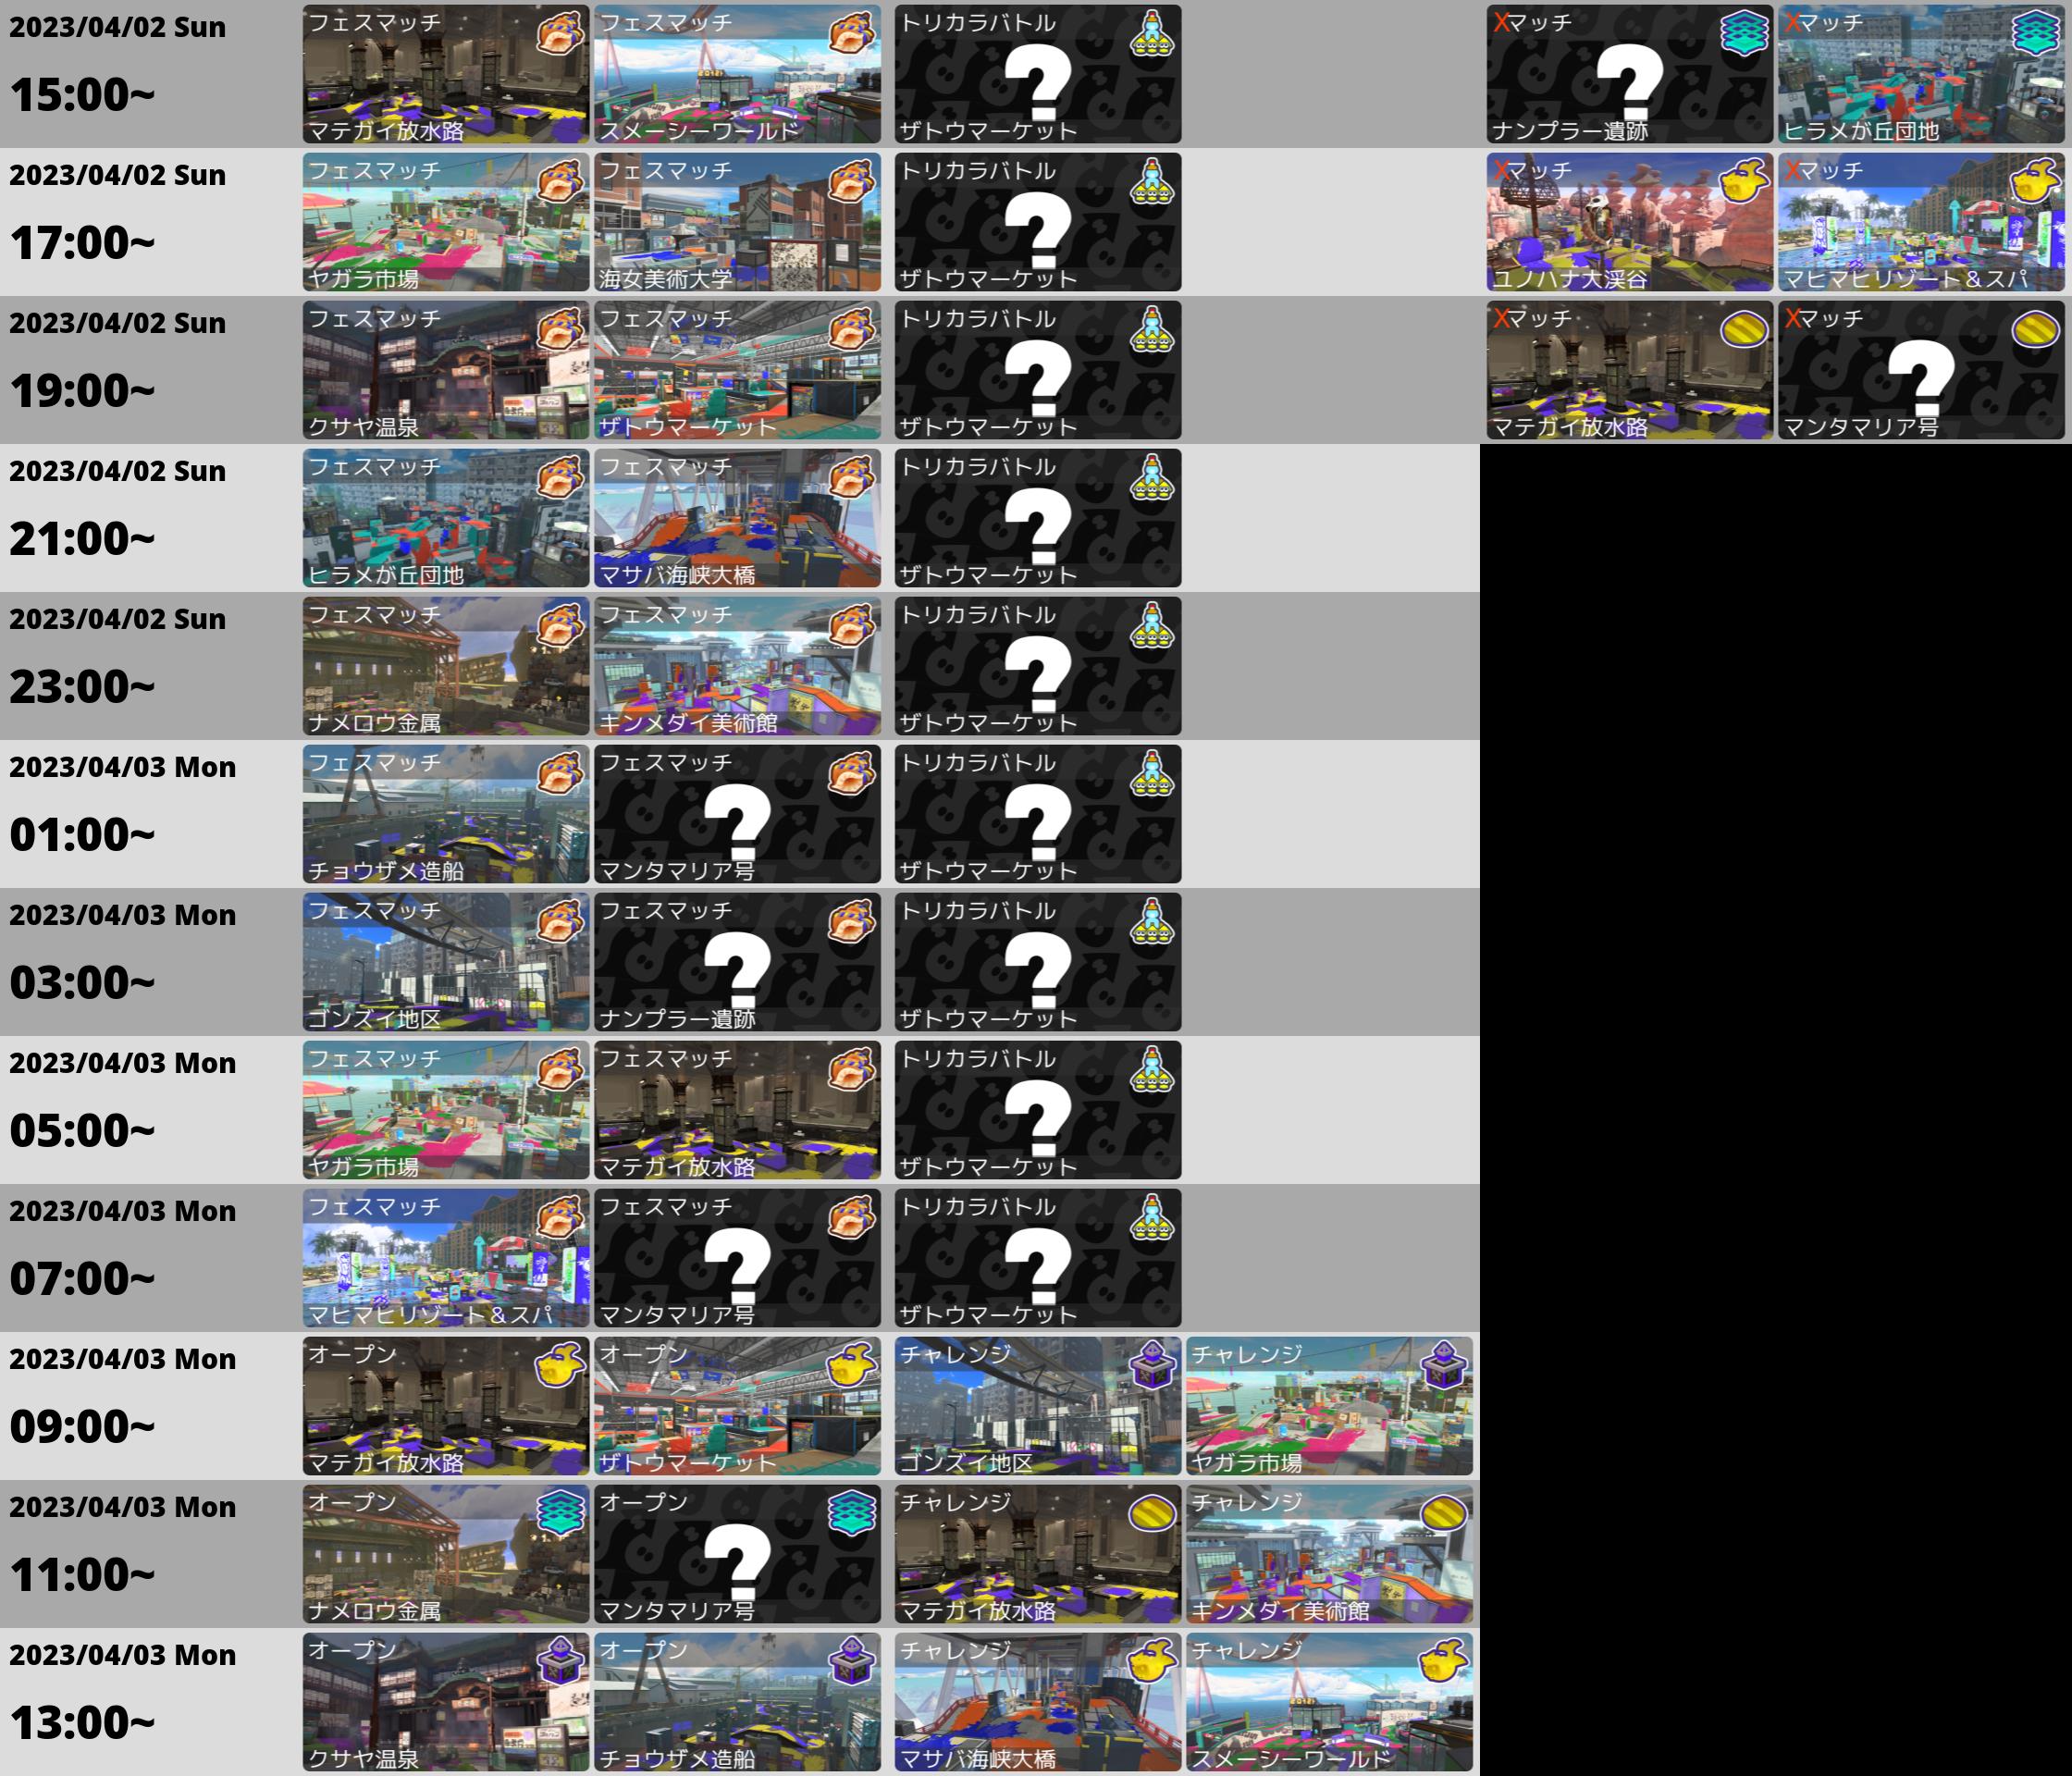 2023/04/02 Sun
15:00~
フェスマッチ
マテガイ放水路
フェスマッチ
スメーシーワールド
トリカラバトル
?
ザトウマーケット
Xマッチ
?
ナンプラー遺跡
Xマッチ
ヒラメが丘団地
2023/04/02 Sun
17:00~
フェスマッチ
ヤガラ市場
フェスマッチ
海女美術大学
トリカラバトル
?
ザトウマーケット
Xマッチ
ユノハナ大渓谷
Xマッチ
マヒマヒリゾート＆スパ
2023/04/02 Sun
19:00~
フェスマッチ
クサヤ温泉
フェスマッチ
ザトウマーケット
トリカラバトル
?
ザトウマーケット
Xマッチ
マテガイ放水路
Xマッチ
?
マンタマリア号
2023/04/02 Sun
21:00~
フェスマッチ
ヒラメが丘団地
フェスマッチ
マサバ海峡大橋
トリカラバトル
?
ザトウマーケット
2023/04/02 Sun
23:00~
フェスマッチ
ナメロウ金属
フェスマッチ
キンメダイ美術館
トリカラバトル
?
ザトウマーケット
2023/04/03 Mon
01:00~
フェスマッチ
チョウザメ造船
フェスマッチ
?
マンタマリア号
トリカラバトル
?
ザトウマーケット
2023/04/03 Mon
03:00~
フェスマッチ
ゴンズイ地区
フェスマッチ
?
ナンプラー遺跡
トリカラバトル
?
ザトウマーケット
2023/04/03 Mon
05:00~
フェスマッチ
ヤガラ市場
フェスマッチ
マテガイ放水路
トリカラバトル
?
ザトウマーケット
2023/04/03 Mon
07:00~
フェスマッチ
マヒマヒリゾート＆スパ
フェスマッチ
?
マンタマリア号
トリカラバトル
?
ザトウマーケット
2023/04/03 Mon
09:00~
オープン
マテガイ放水路
オープン
ザトウマーケット
チャレンジ
ゴンズイ地区
チャレンジ
ヤガラ市場
2023/04/03 Mon
11:00~
オープン
ナメロウ金属
オープン
?
マンタマリア号
チャレンジ
マテガイ放水路
チャレンジ
キンメダイ美術館
2023/04/03 Mon
13:00~
オープン
クサヤ温泉
オープン
チョウザメ造船
チャレンジ
マサバ海峡大橋
チャレンジ
スメーシーワールド